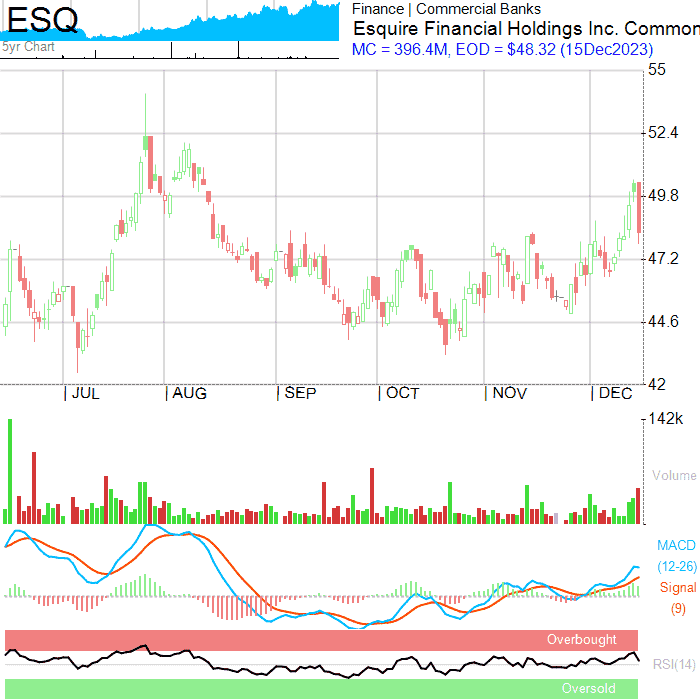 ESQ
5yr Chart
Finance | Commercial Banks
Esquire Financial Holdings Inc. Common
MC = 396.4M, EOD = $48.32 (15Dec2023)
55
52.4
49.8
47.2
44.6
42
JUL AUG SEP OCT NOV DEC
142k
Volume
MACD
(12-26)
Signal
(9)
Overbought
RSI(14)
Oversold